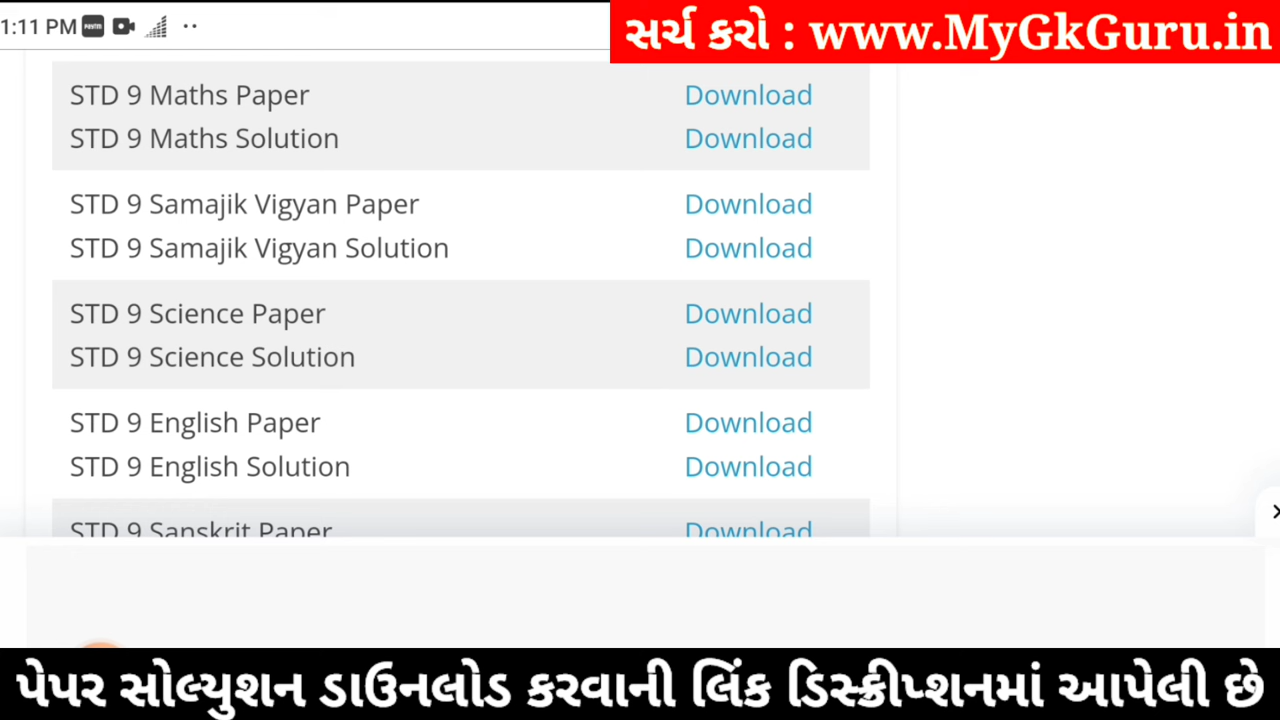 1:11 PM
સર્ચ કરો : www.MyGkGuru.in
STD 9 Maths Paper Download
STD 9 Maths Solution Download
STD 9 Samajik Vigyan Paper Download
STD 9 Samajik Vigyan Solution Download
STD 9 Science Paper Download
STD 9 Science Solution Download
STD 9 English Paper Download
STD 9 English Solution Download
STD 9 Sanskrit Paper Download
પેપર સોલ્યુશન ડાઉનલોડ કરવાની લિંક ડિસ્ક્રીપ્શનમાં આપેલી છે